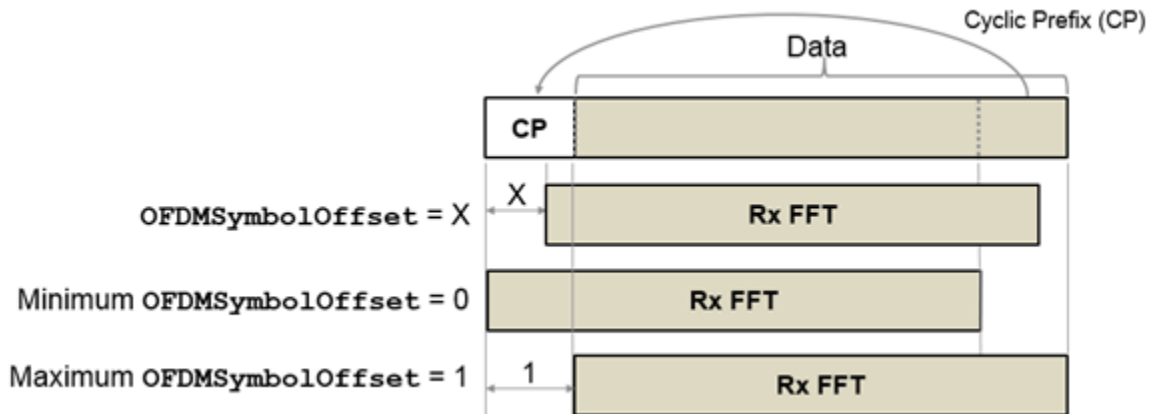 Cyclic Prefix (CP)
Data
CP
X
OFDMSymbolOffset = X
Rx FFT
Minimum OFDMSymbolOffset = 0
Rx FFT
Maximum OFDMSymbolOffset = 1
1
Rx FFT